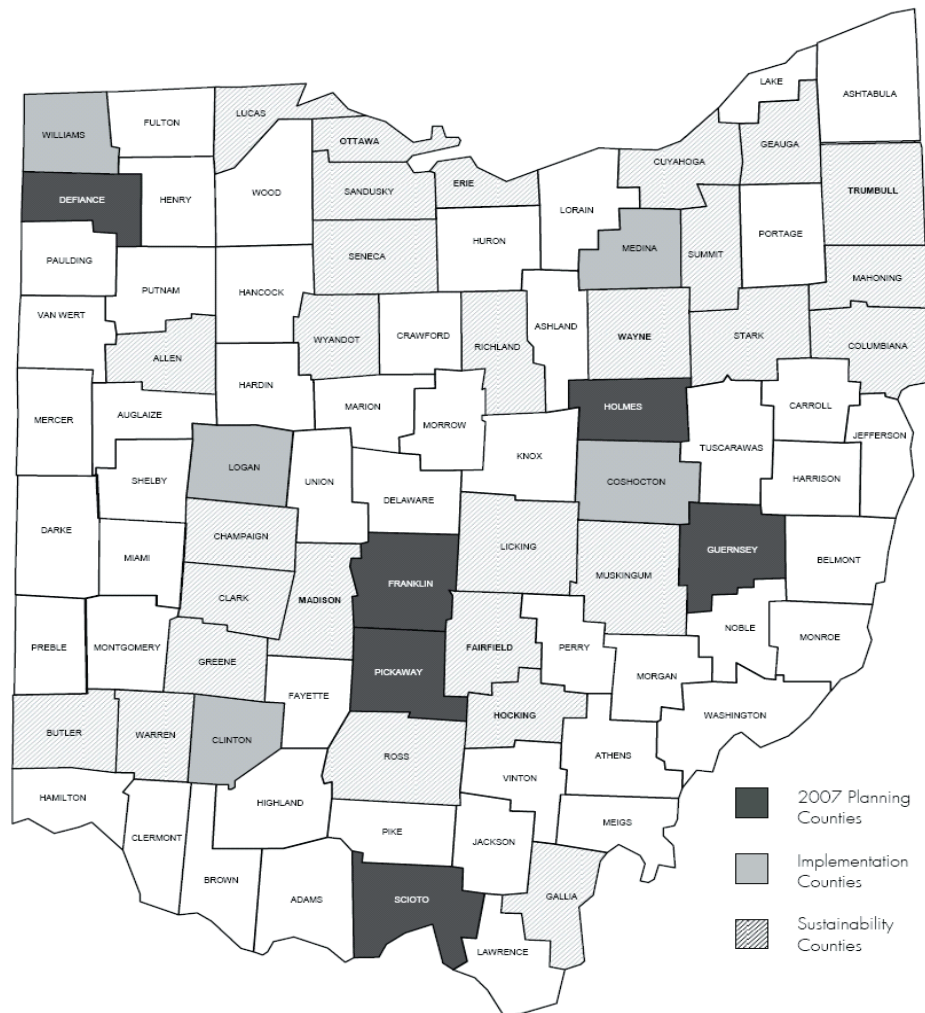 LAKE
ASHTABULA
LUCAS
FULTON
WILLIAMS
OTTAWA
GEAUGA
CUYAHOGA
ERIE
SANDUSKY
TRUMBULL
DEFIANCE
HENRY
WOOD
LORAIN
PORTAGE
HURON
MEDINA
SUMMIT
SENECA
PAULDING
MAHONING
PUTNAM
HANCOCK
VAN WERT
ASHLAND
WYANDOT
CRAWFORD
WAYNE
STARK
RICHLAND
COLUMBIANA
ALLEN
HARDIN
MARION
HOLMES
CARROLL
MERCER
AUGLAIZE
MORROW
JEFFERSON
TUSCARAWAS
KNOX
LOGAN
SHELBY
UNION
COSHOCTON
HARRISON
DELAWARE
DARKE
CHAMPAIGN
LICKING
GUERNSEY
MIAMI
BELMONT
MUSKINGUM
FRANKLIN
CLARK
MADISON
NOBLE
MONROE
PREBLE
MONTGOMERY
FAIRFIELD
PERRY
GREENE
PICKAWAY
MORGAN
FAYETTE
HOCKING
WASHINGTON
BUTLER
WARREN
CLINTON
ROSS
ATHENS
VINTON
HAMILTON
HIGHLAND
MEIGS
PIKE
CLERMONT
JACKSON
BROWN
ADAMS
SCIOTO
GALLIA
LAWRENCE
2007 Planning
Counties
Implementation
Counties
Sustainability
Counties